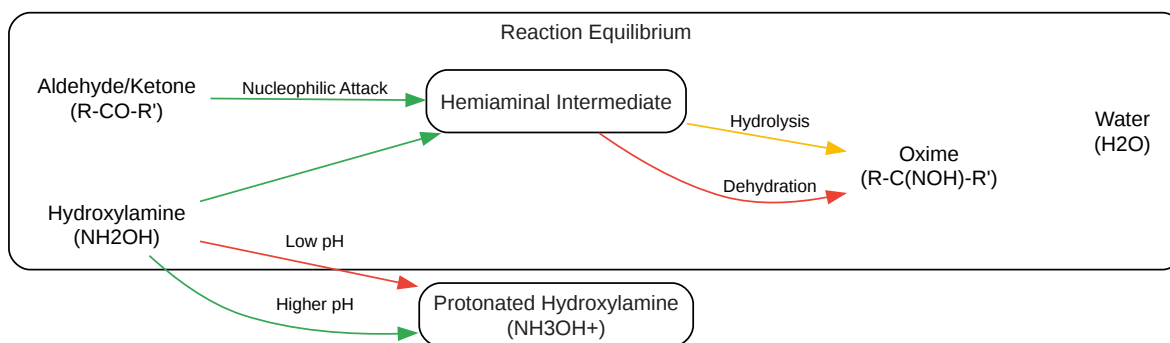 Reaction Equilibrium
Aldehyde/Ketone
(R-CO-R')
Nucleophilic Attack
Hemiaminal Intermediate
Hydrolysis
Water
(H2O)
Oxime
(R-C(NOH)-R')
Dehydration
Hydroxylamine
(NH2OH)
Low pH
Higher pH
Protonated Hydroxylamine
(NH3OH+)